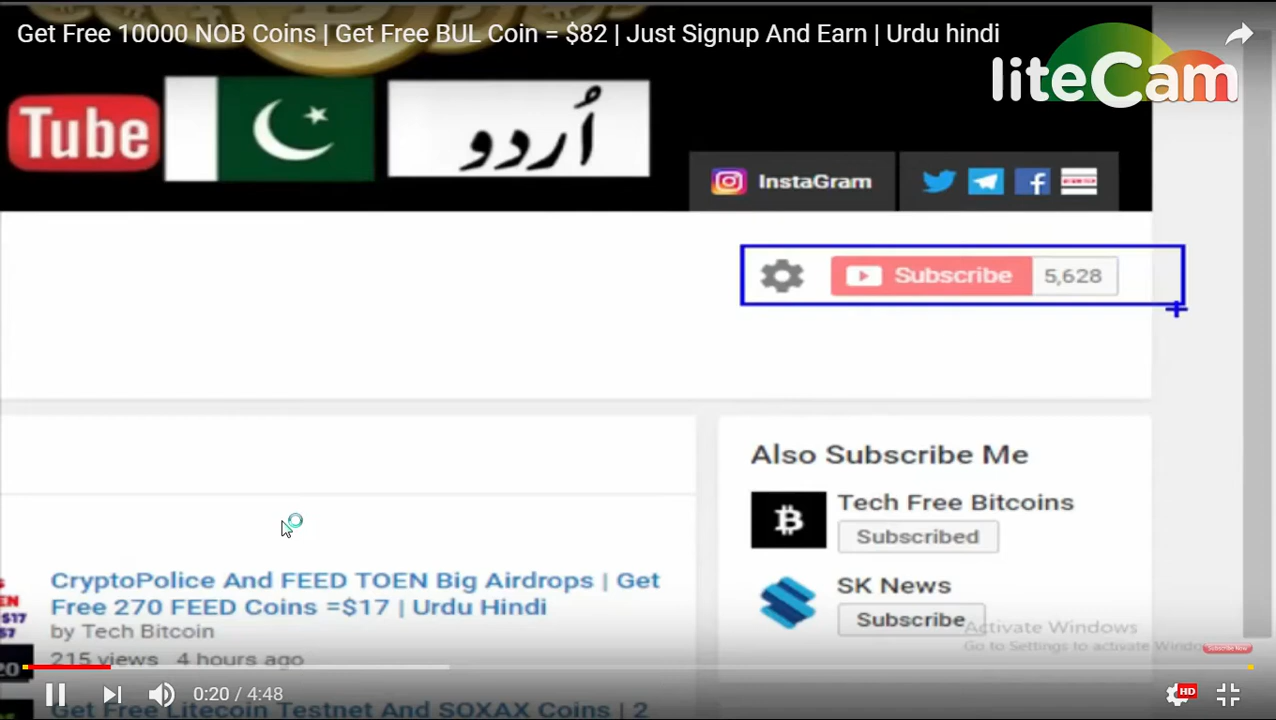 Get Free 10000 NOB Coins | Get Free BUL Coin = $82 | Just Signup And Earn | Urdu hindi
liteCam
Tube
اُردو
InstaGram
Subscribe 5,628
Also Subscribe Me
Tech Free Bitcoins
Subscribed
SK News
Subscribe
CryptoPolice And FEED TOEN Big Airdrops | Get
Free 270 FEED Coins =$17 | Urdu Hindi
by Tech Bitcoin
215 views 4 hours ago
Activate Windows
Go to Settings to activate Windo
Subscribe Now
0:20 / 4:48
HD
Get Free Litecoin Testnet And SOXAX Coins | 2